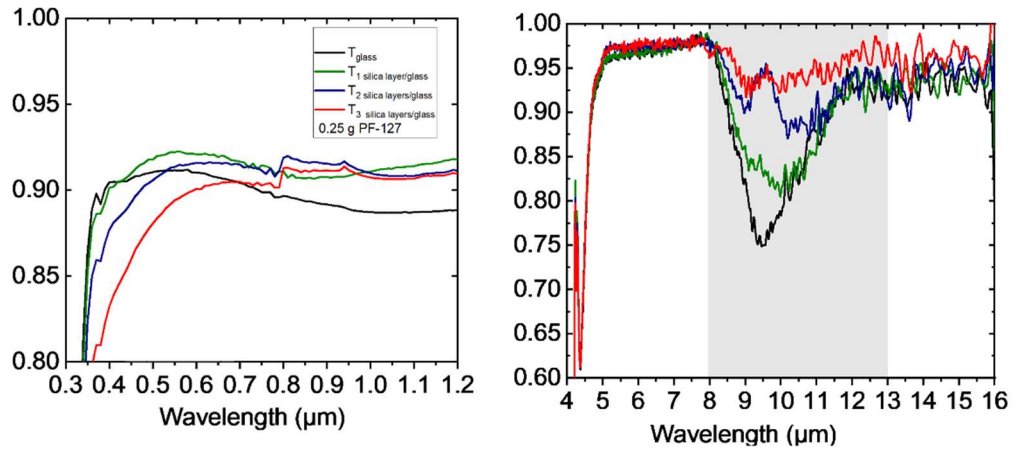 1.00
0.95
0.90
0.85
0.80
T glass
T 1 silica layer/glass
T 2 silica layers/glass
T 3 silica layers/glass
0.25 g PF-127
0.3 0.4 0.5 0.6 0.7 0.8 0.9 1.0 1.1 1.2
Wavelength (μm)
1.00
0.95
0.90
0.85
0.80
0.75
0.70
0.65
0.60
4 5 6 7 8 9 10 11 12 13 14 15 16
Wavelength (μm)